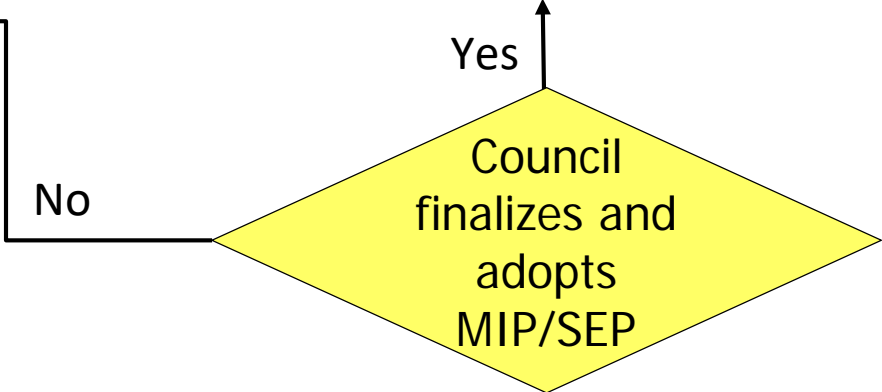 Yes
No
Council
finalizes and
adopts
MIP/SEP